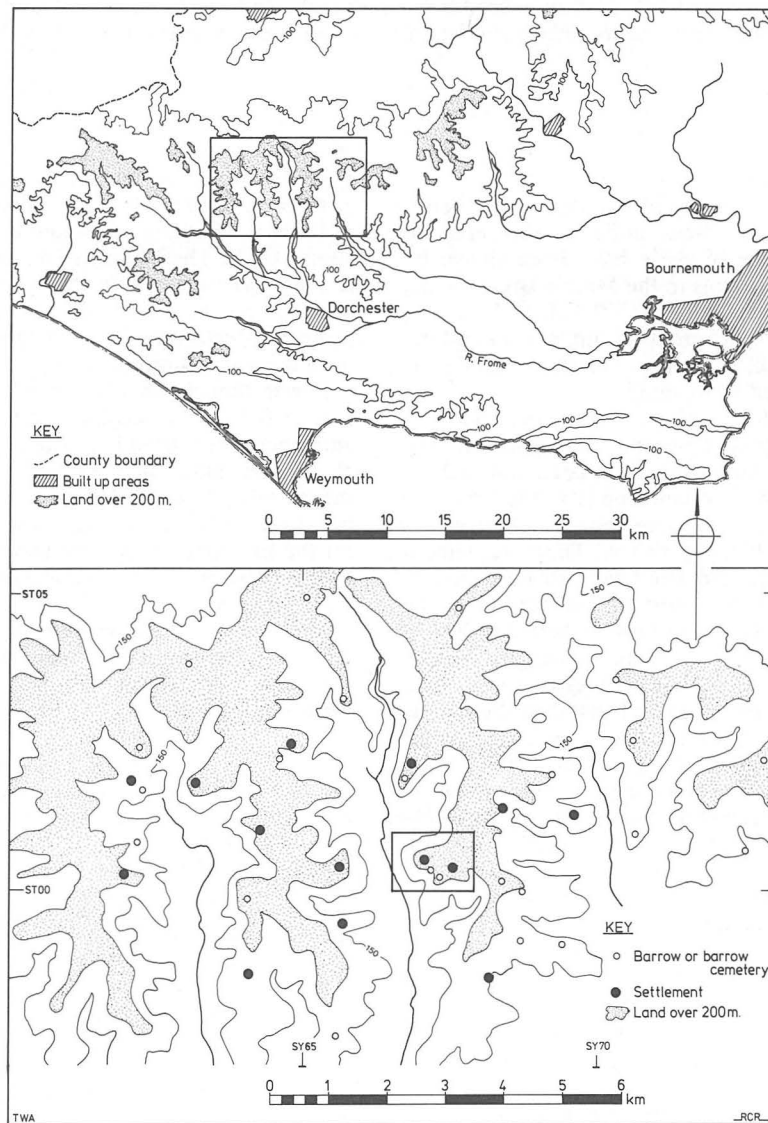 100
100
100
100
100
Bournemouth
Dorchester
R. Frome
100
100
100
100
KEY
County boundary
Built up areas
Land over 200 m.
Weymouth
0 5 10 15 20 25 30 km
ST05
150
150
150
150
ST00
150
KEY
Barrow or barrow
cemetery
Settlement
Land over 200m.
SY65
SY70
0 1 2 3 4 5 6
km
TWA
RCR